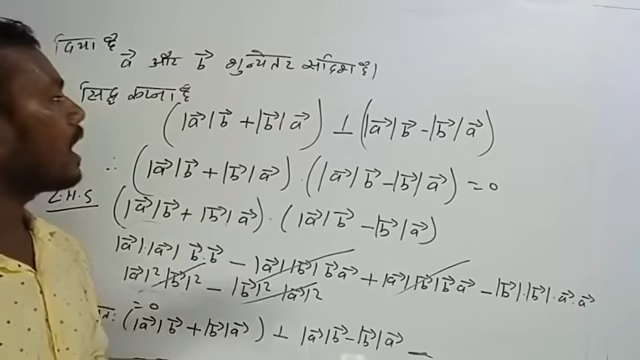 दिया है
a⃗ और b⃗ शून्येतर सदिश है।
सिद्ध करना है
(|a⃗|b⃗ + |b⃗|a⃗) ⊥ (|a⃗|b⃗ - |b⃗|a⃗)
∴ (|a⃗|b⃗ + |b⃗|a⃗) · (|a⃗|b⃗ - |b⃗|a⃗) = 0
L.H.S (|a⃗|b⃗ + |b⃗|a⃗) · (|a⃗|b⃗ - |b⃗|a⃗)
|a⃗|·|a⃗| b⃗·b⃗ - |a⃗||b⃗| b⃗a⃗ + |a⃗||b⃗|b⃗a⃗ - |b⃗|·|b⃗|·a⃗·a⃗
|a⃗|²|b⃗|² - |b⃗|²|a⃗|²
= 0
(|a⃗|b⃗ + |b⃗|a⃗) ⊥ |a⃗|b⃗ - |b⃗|a⃗